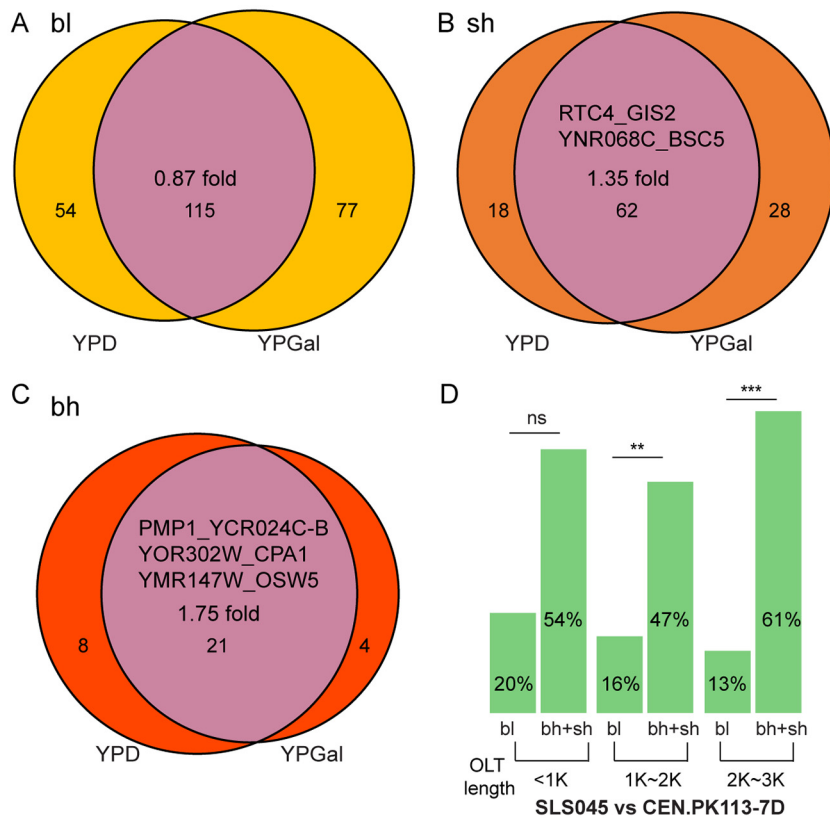 A bl
0.87 fold
54 115 77
YPD YPGal
B sh
RTC4_GIS2
YNR068C_BSC5
1.35 fold
18 62 28
YPD YPGal
C bh
PMP1_YCR024C-B
YOR302W_CPA1
YMR147W_OSW5
1.75 fold
8 21 4
YPD YPGal
D
***
ns
**
54% 47% 61%
20% 16% 13%
bl bh+sh bl bh+sh bl bh+sh
OLT
length
<1K 1K~2K 2K~3K
SLS045 vs CEN.PK113-7D